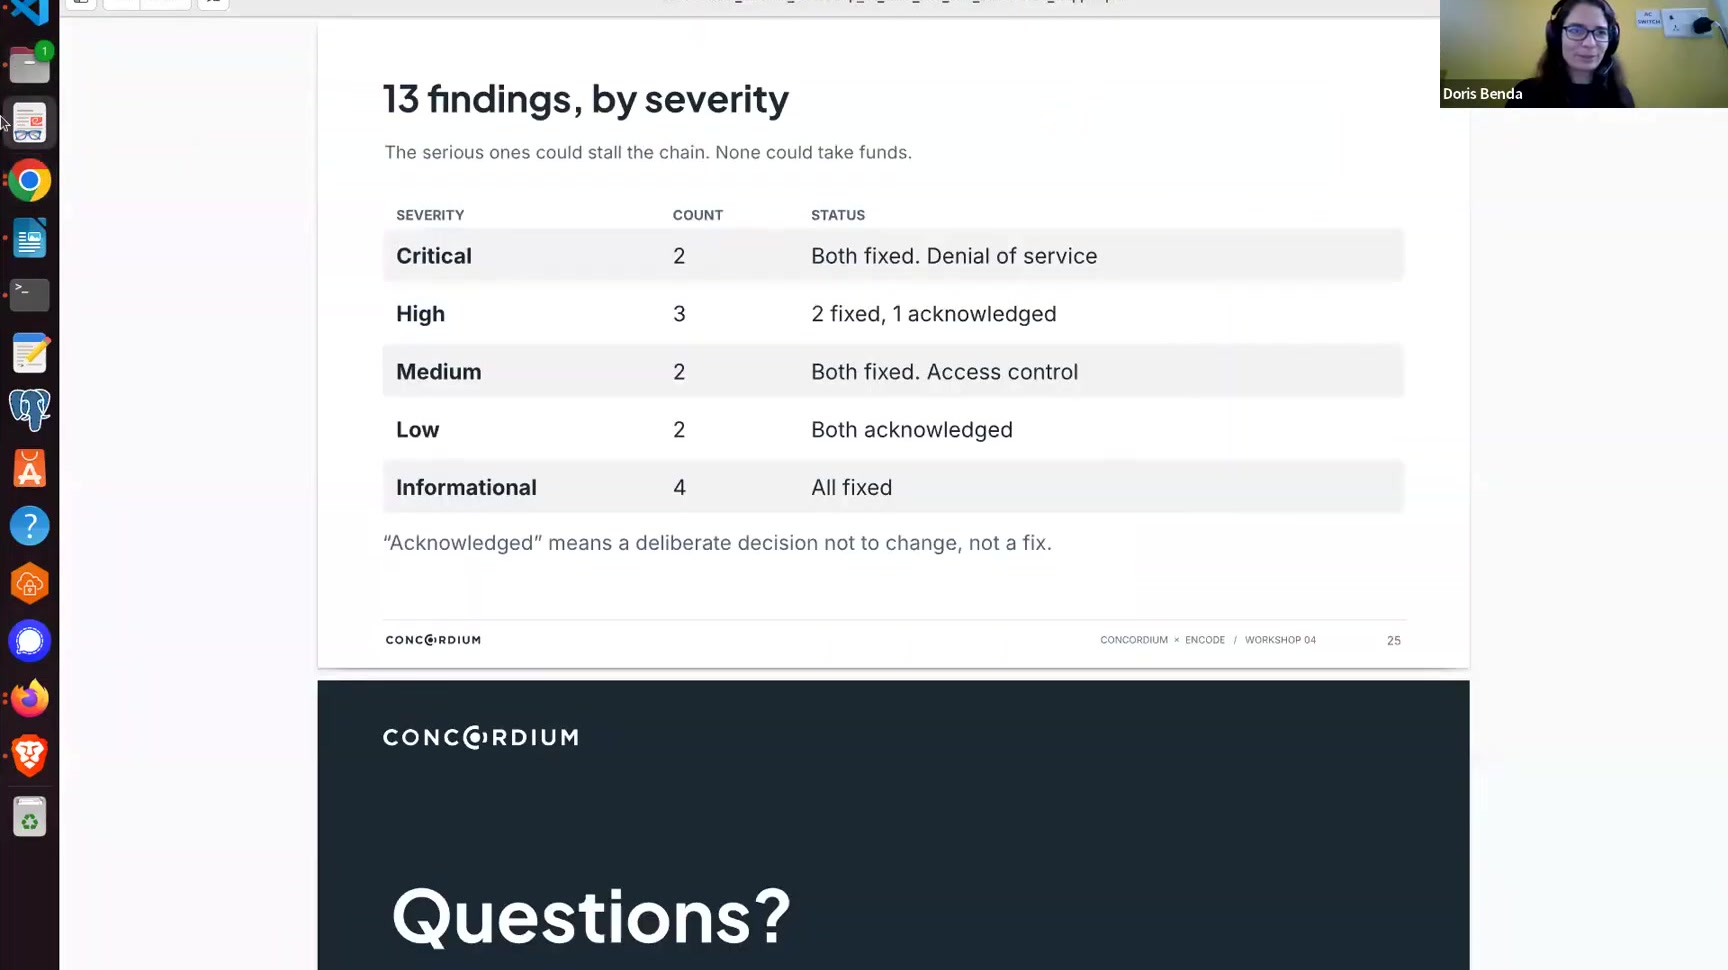 13 findings, by severity
The serious ones could stall the chain. None could take funds.
SEVERITY COUNT STATUS
Critical 2 Both fixed. Denial of service
High 3 2 fixed, 1 acknowledged
Medium 2 Both fixed. Access control
Low 2 Both acknowledged
Informational 4 All fixed
“Acknowledged” means a deliberate decision not to change, not a fix.
CONCORDIUM CONCORDIUM × ENCODE / WORKSHOP 04 25
CONCORDIUM
Questions?
Doris Benda
AC
SWITCH
1